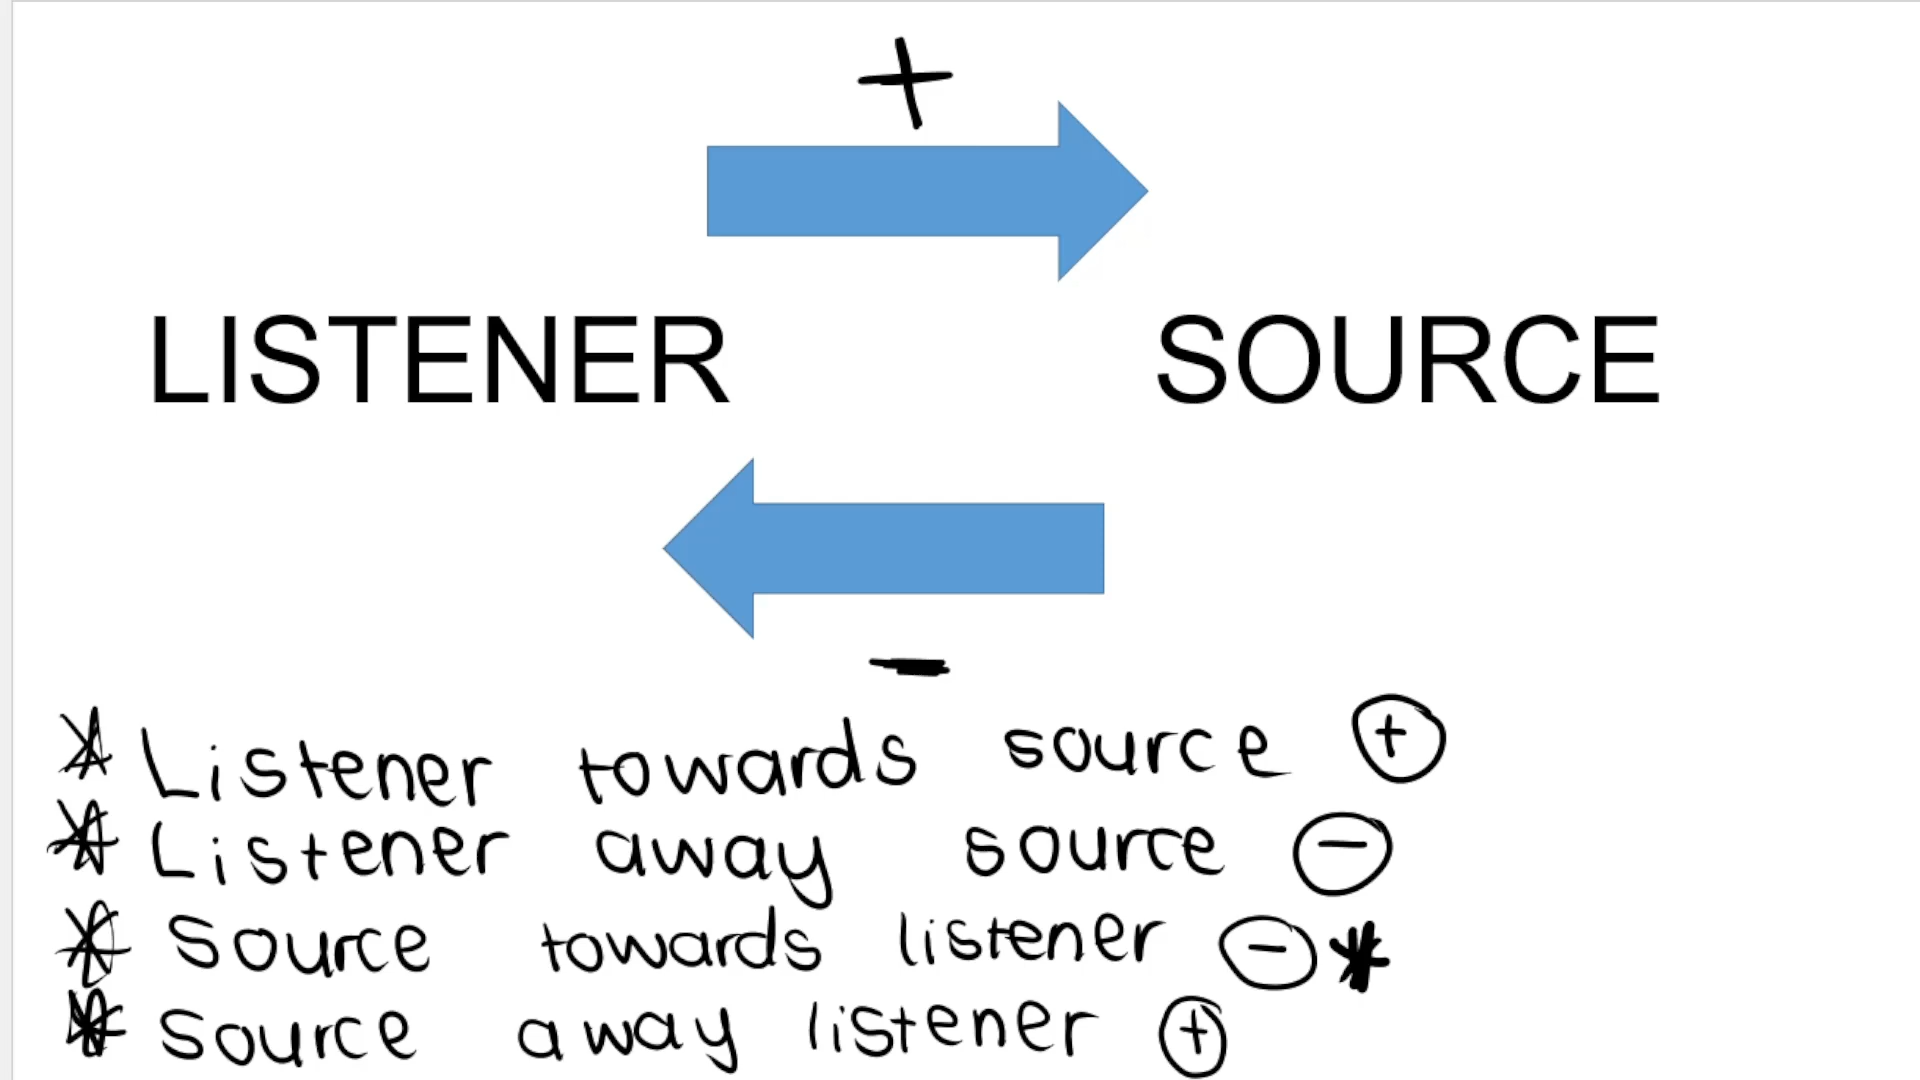 +
LISTENER SOURCE
-
* Listener towards source +
* Listener away source -
* Source towards listener - *
* Source away listener +